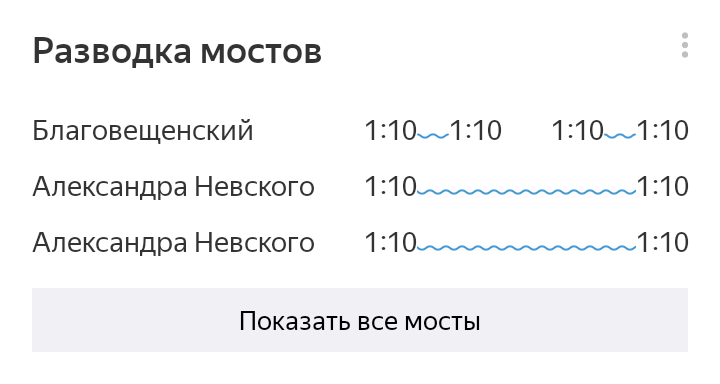 Разводка мостов
Благовещенский 1:10 1:10 1:10 1:10
Александра Невского 1:10 1:10
Александра Невского 1:10 1:10
Показать все мосты